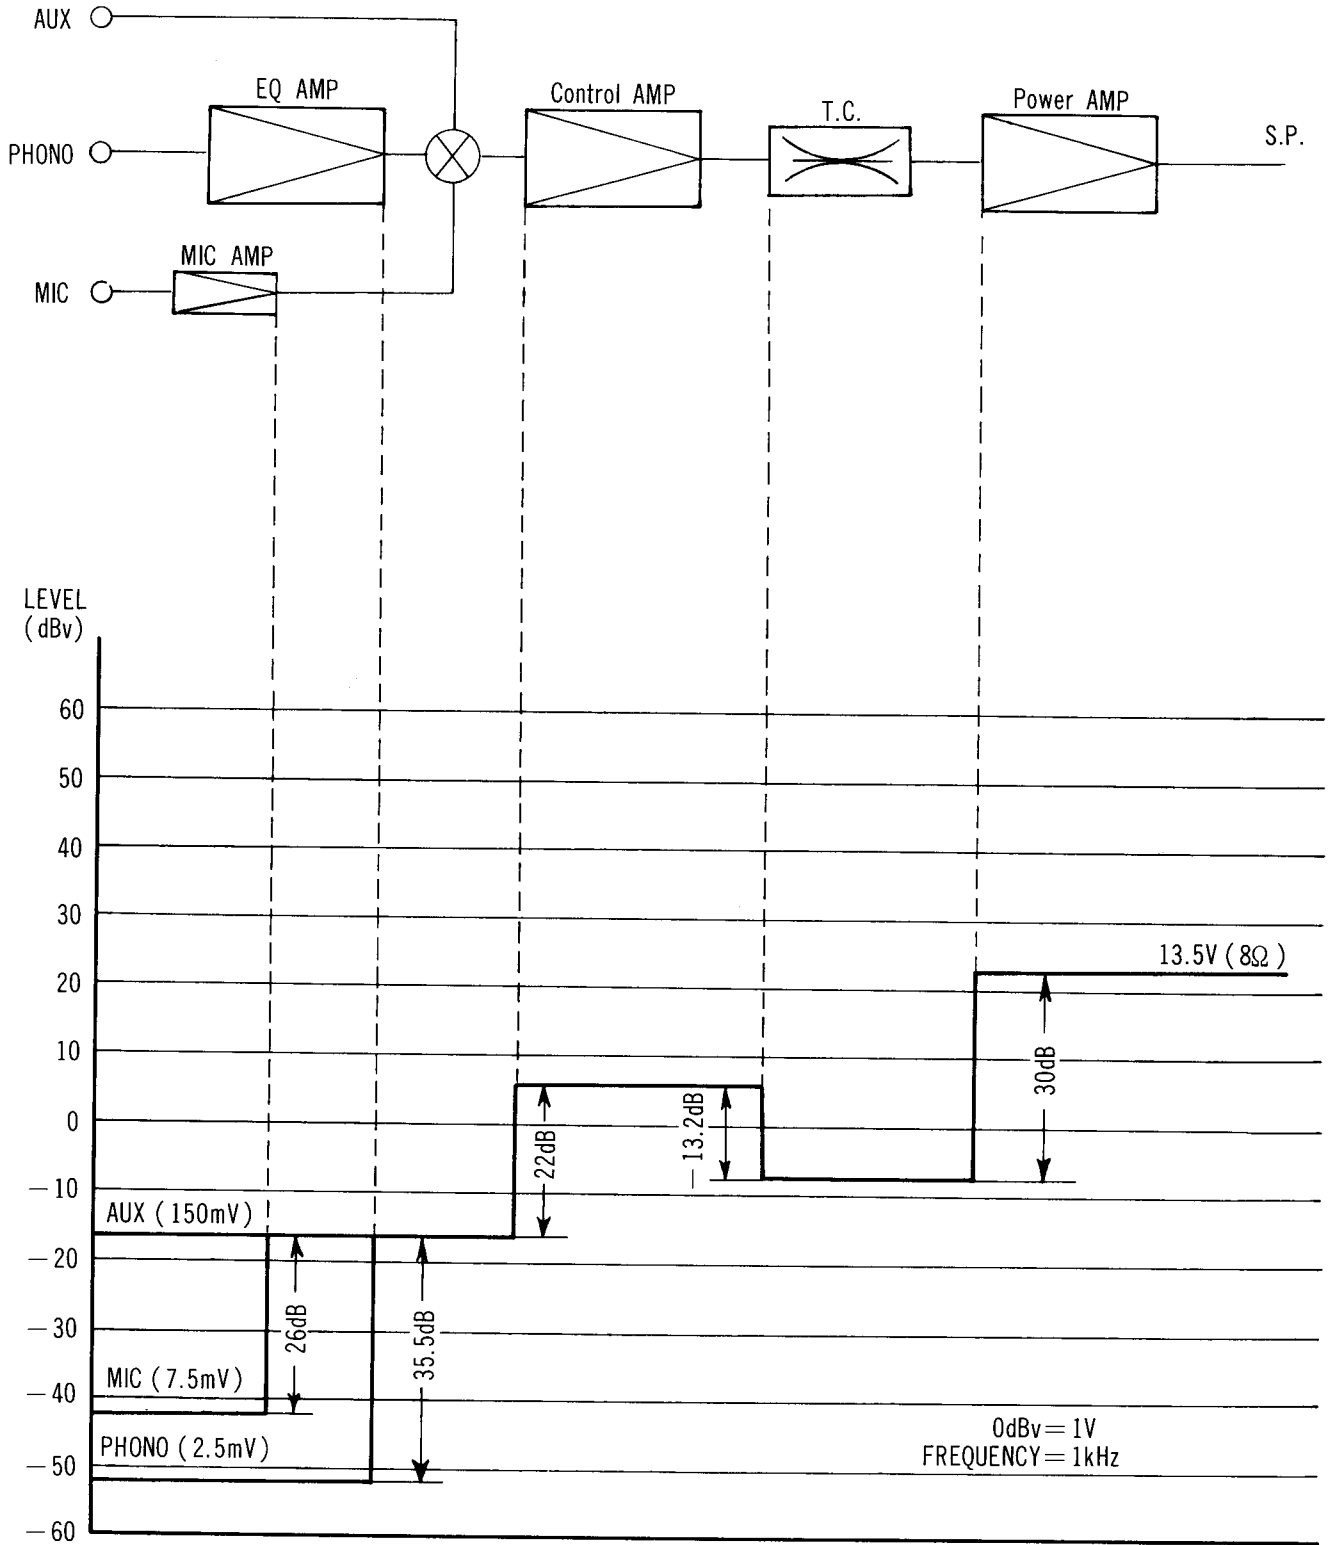 AUX
EQ AMP
Control AMP
T.C.
Power AMP
PHONO
S.P.
MIC AMP
MIC
LEVEL
(dBv)
60
50
40
30
13.5V (8Ω)
20
10
30dB
0
22dB
−13.2dB
−10
AUX (150mV)
−20
26dB
35.5dB
−30
MIC (7.5mV)
−40
0dBv=1V
PHONO (2.5mV)
FREQUENCY=1kHz
−50
−60